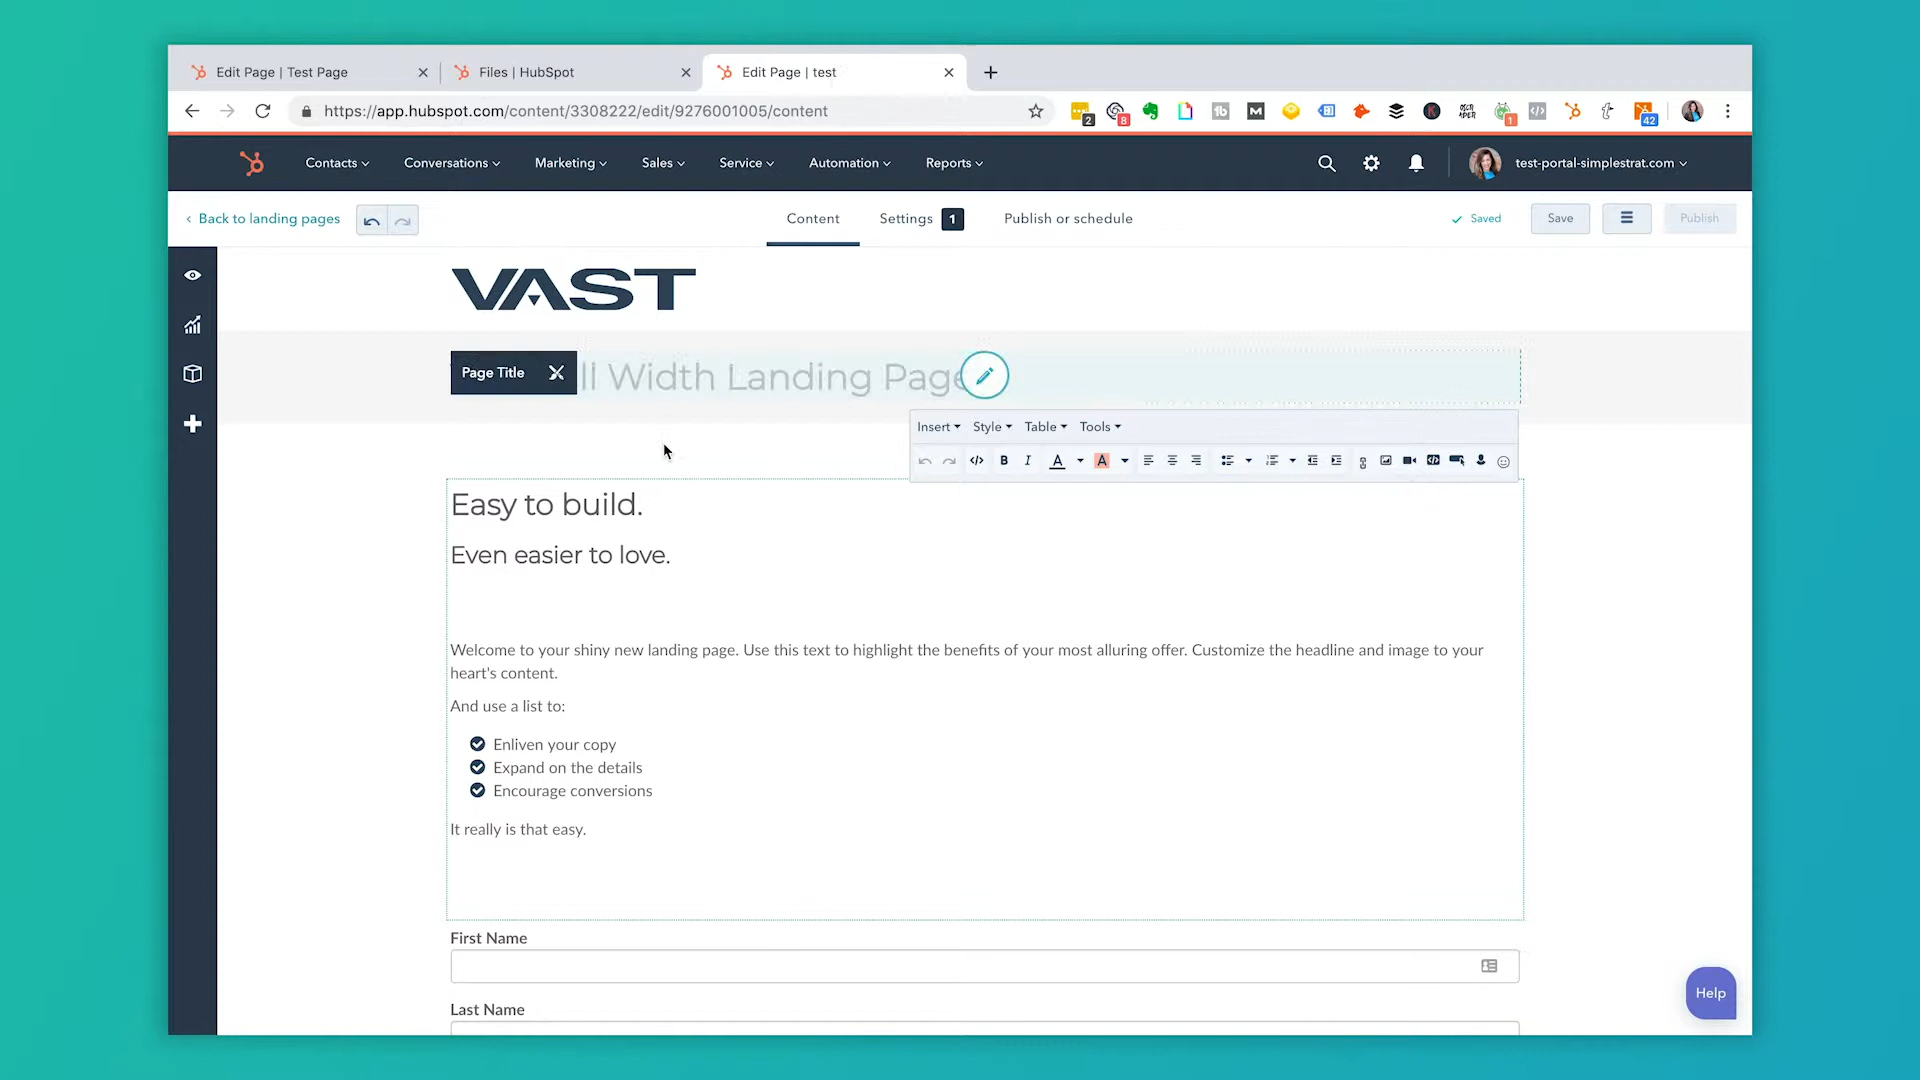 Edit Page | Test Page
Files | HubSpot
Edit Page | test
https://app.hubspot.com/content/3308222/edit/9276001005/content
2
8
1
42
Contacts
Conversations
Marketing
Sales
Service
Automation
Reports
test-portal-simplestrat.com
Back to landing pages
Content
Settings 1
Publish or schedule
Saved
Save
Publish
VAST
Page Title
ll Width Landing Page
Insert
Style
Table
Tools
Easy to build.
Even easier to love.
Welcome to your shiny new landing page. Use this text to highlight the benefits of your most alluring offer. Customize the headline and image to your
heart's content.
And use a list to:
Enliven your copy
Expand on the details
Encourage conversions
It really is that easy.
First Name
Last Name
Help